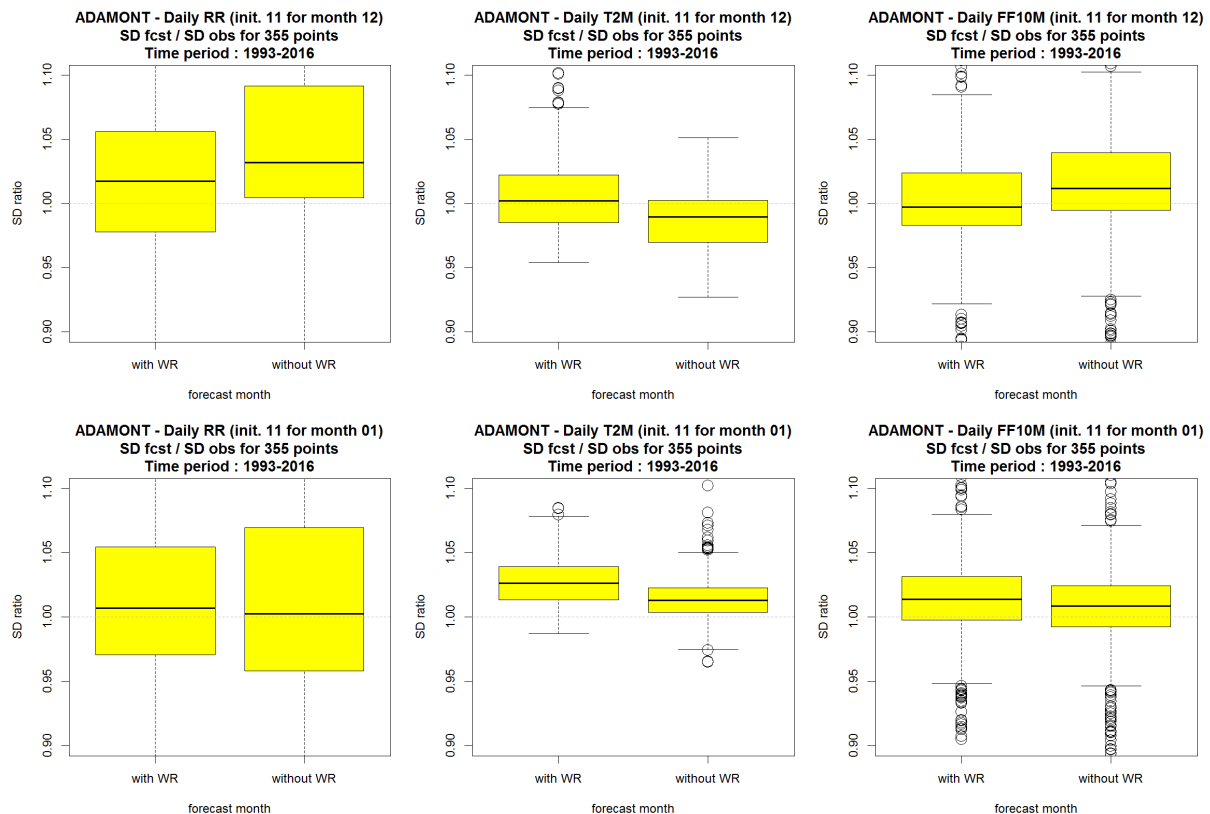 ADAMONT - Daily RR (init. 11 for month 12)
SD fcst / SD obs for 355 points
Time period : 1993-2016
SD ratio
1.10
1.05
1.00
0.95
0.90
with WR
without WR
forecast month
ADAMONT - Daily T2M (init. 11 for month 12)
SD fcst / SD obs for 355 points
Time period : 1993-2016
SD ratio
1.10
1.05
1.00
0.95
0.90
with WR
without WR
forecast month
ADAMONT - Daily FF10M (init. 11 for month 12)
SD fcst / SD obs for 355 points
Time period : 1993-2016
SD ratio
1.10
1.05
1.00
0.95
0.90
with WR
without WR
forecast month
ADAMONT - Daily RR (init. 11 for month 01)
SD fcst / SD obs for 355 points
Time period : 1993-2016
SD ratio
1.10
1.05
1.00
0.95
0.90
with WR
without WR
forecast month
ADAMONT - Daily T2M (init. 11 for month 01)
SD fcst / SD obs for 355 points
Time period : 1993-2016
SD ratio
1.10
1.05
1.00
0.95
0.90
with WR
without WR
forecast month
ADAMONT - Daily FF10M (init. 11 for month 01)
SD fcst / SD obs for 355 points
Time period : 1993-2016
SD ratio
1.10
1.05
1.00
0.95
0.90
with WR
without WR
forecast month